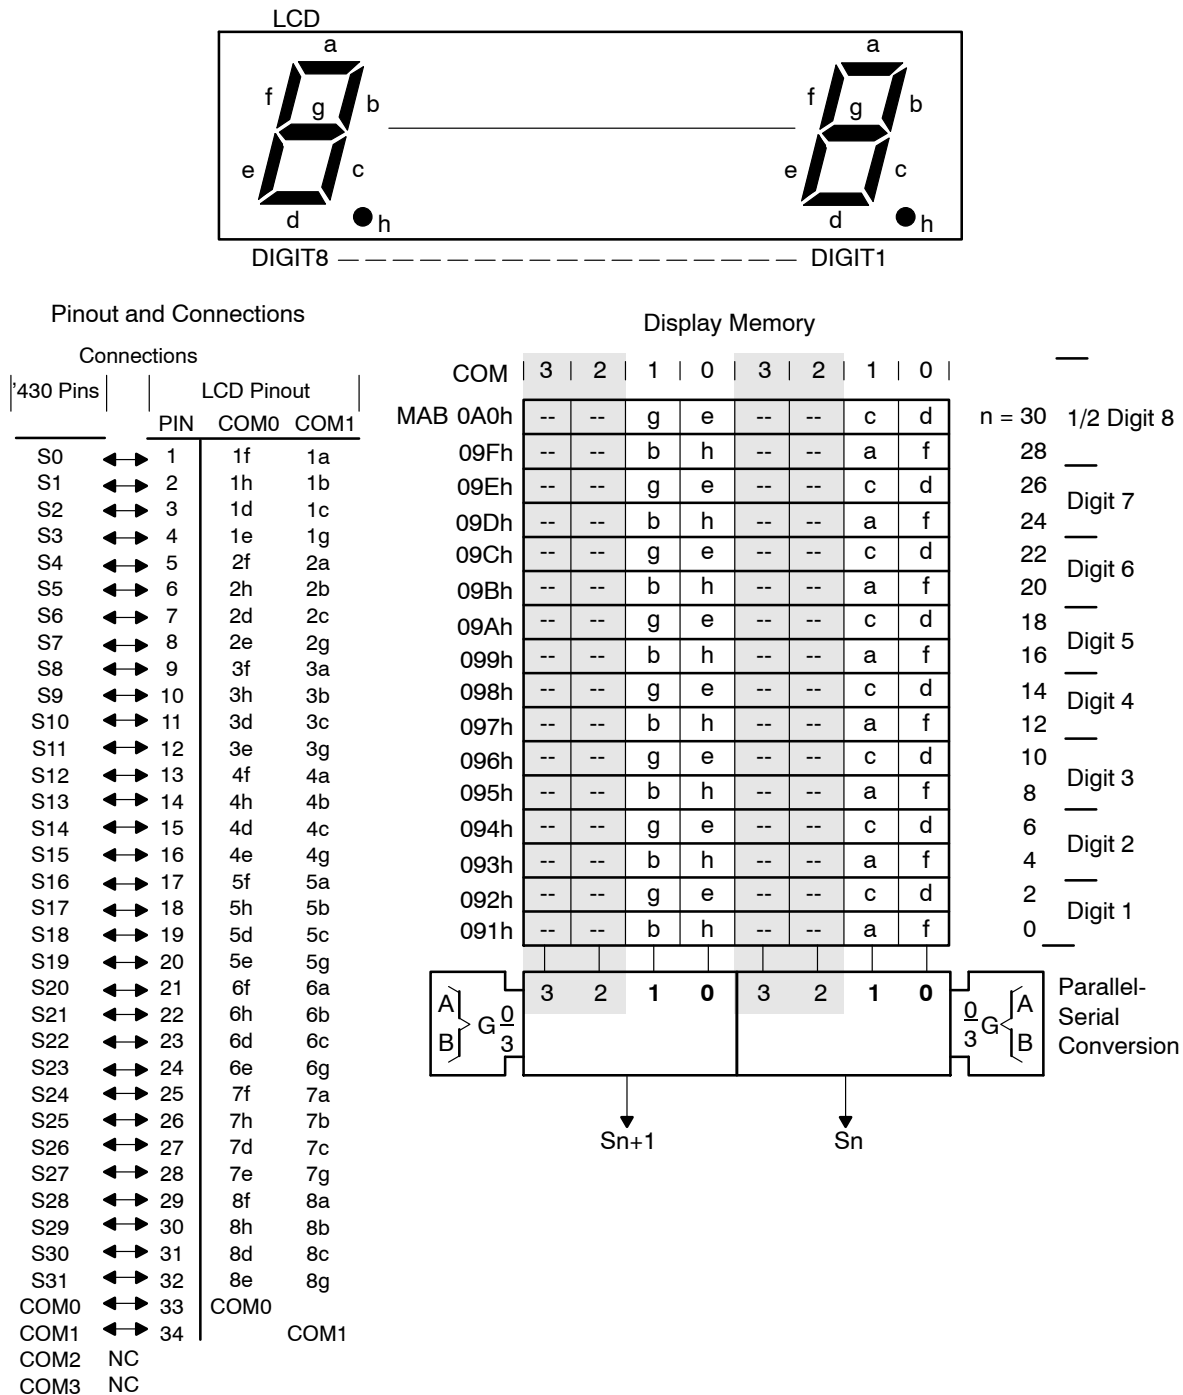 LCD
a a
f g b f g b
e c e c
d h d h
DIGIT8 DIGIT1
Pinout and Connections
Connections
'430 Pins LCD Pinout
PIN COM0 COM1
S0 1 1f 1a
S1 2 1h 1b
S2 3 1d 1c
S3 4 1e 1g
S4 5 2f 2a
S5 6 2h 2b
S6 7 2d 2c
S7 8 2e 2g
S8 9 3f 3a
S9 10 3h 3b
S10 11 3d 3c
S11 12 3e 3g
S12 13 4f 4a
S13 14 4h 4b
S14 15 4d 4c
S15 16 4e 4g
S16 17 5f 5a
S17 18 5h 5b
S18 19 5d 5c
S19 20 5e 5g
S20 21 6f 6a
S21 22 6h 6b
S22 23 6d 6c
S23 24 6e 6g
S24 25 7f 7a
S25 26 7h 7b
S26 27 7d 7c
S27 28 7e 7g
S28 29 8f 8a
S29 30 8h 8b
S30 31 8d 8c
S31 32 8e 8g
COM0 33 COM0
COM1 34 COM1
COM2 NC
COM3 NC
Display Memory
COM 3 2 1 0 3 2 1 0
MAB 0A0h -- -- g e -- -- c d n = 30 1/2 Digit 8
09Fh -- -- b h -- -- a f 28
09Eh -- -- g e -- -- c d 26
Digit 7
09Dh -- -- b h -- -- a f 24
09Ch -- -- g e -- -- c d 22
Digit 6
09Bh -- -- b h -- -- a f 20
09Ah -- -- g e -- -- c d 18
Digit 5
099h -- -- b h -- -- a f 16
098h -- -- g e -- -- c d 14
Digit 4
097h -- -- b h -- -- a f 12
096h -- -- g e -- -- c d 10
Digit 3
095h -- -- b h -- -- a f 8
094h -- -- g e -- -- c d 6
Digit 2
093h -- -- b h -- -- a f 4
092h -- -- g e -- -- c d 2
Digit 1
091h -- -- b h -- -- a f 0
A B G 0 3 3 2 1 0 3 2 1 0 0 3 G A B
Parallel-
Serial
Conversion
Sn+1 Sn